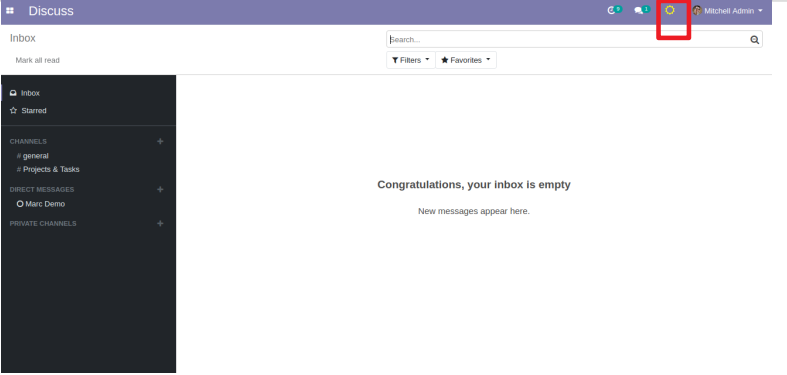 Discuss
9
1
Mitchell Admin
Inbox
Search...
Mark all read
Filters
Favorites
Inbox
Starred
CHANNELS
# general
# Projects & Tasks
DIRECT MESSAGES
Marc Demo
PRIVATE CHANNELS
Congratulations, your inbox is empty
New messages appear here.